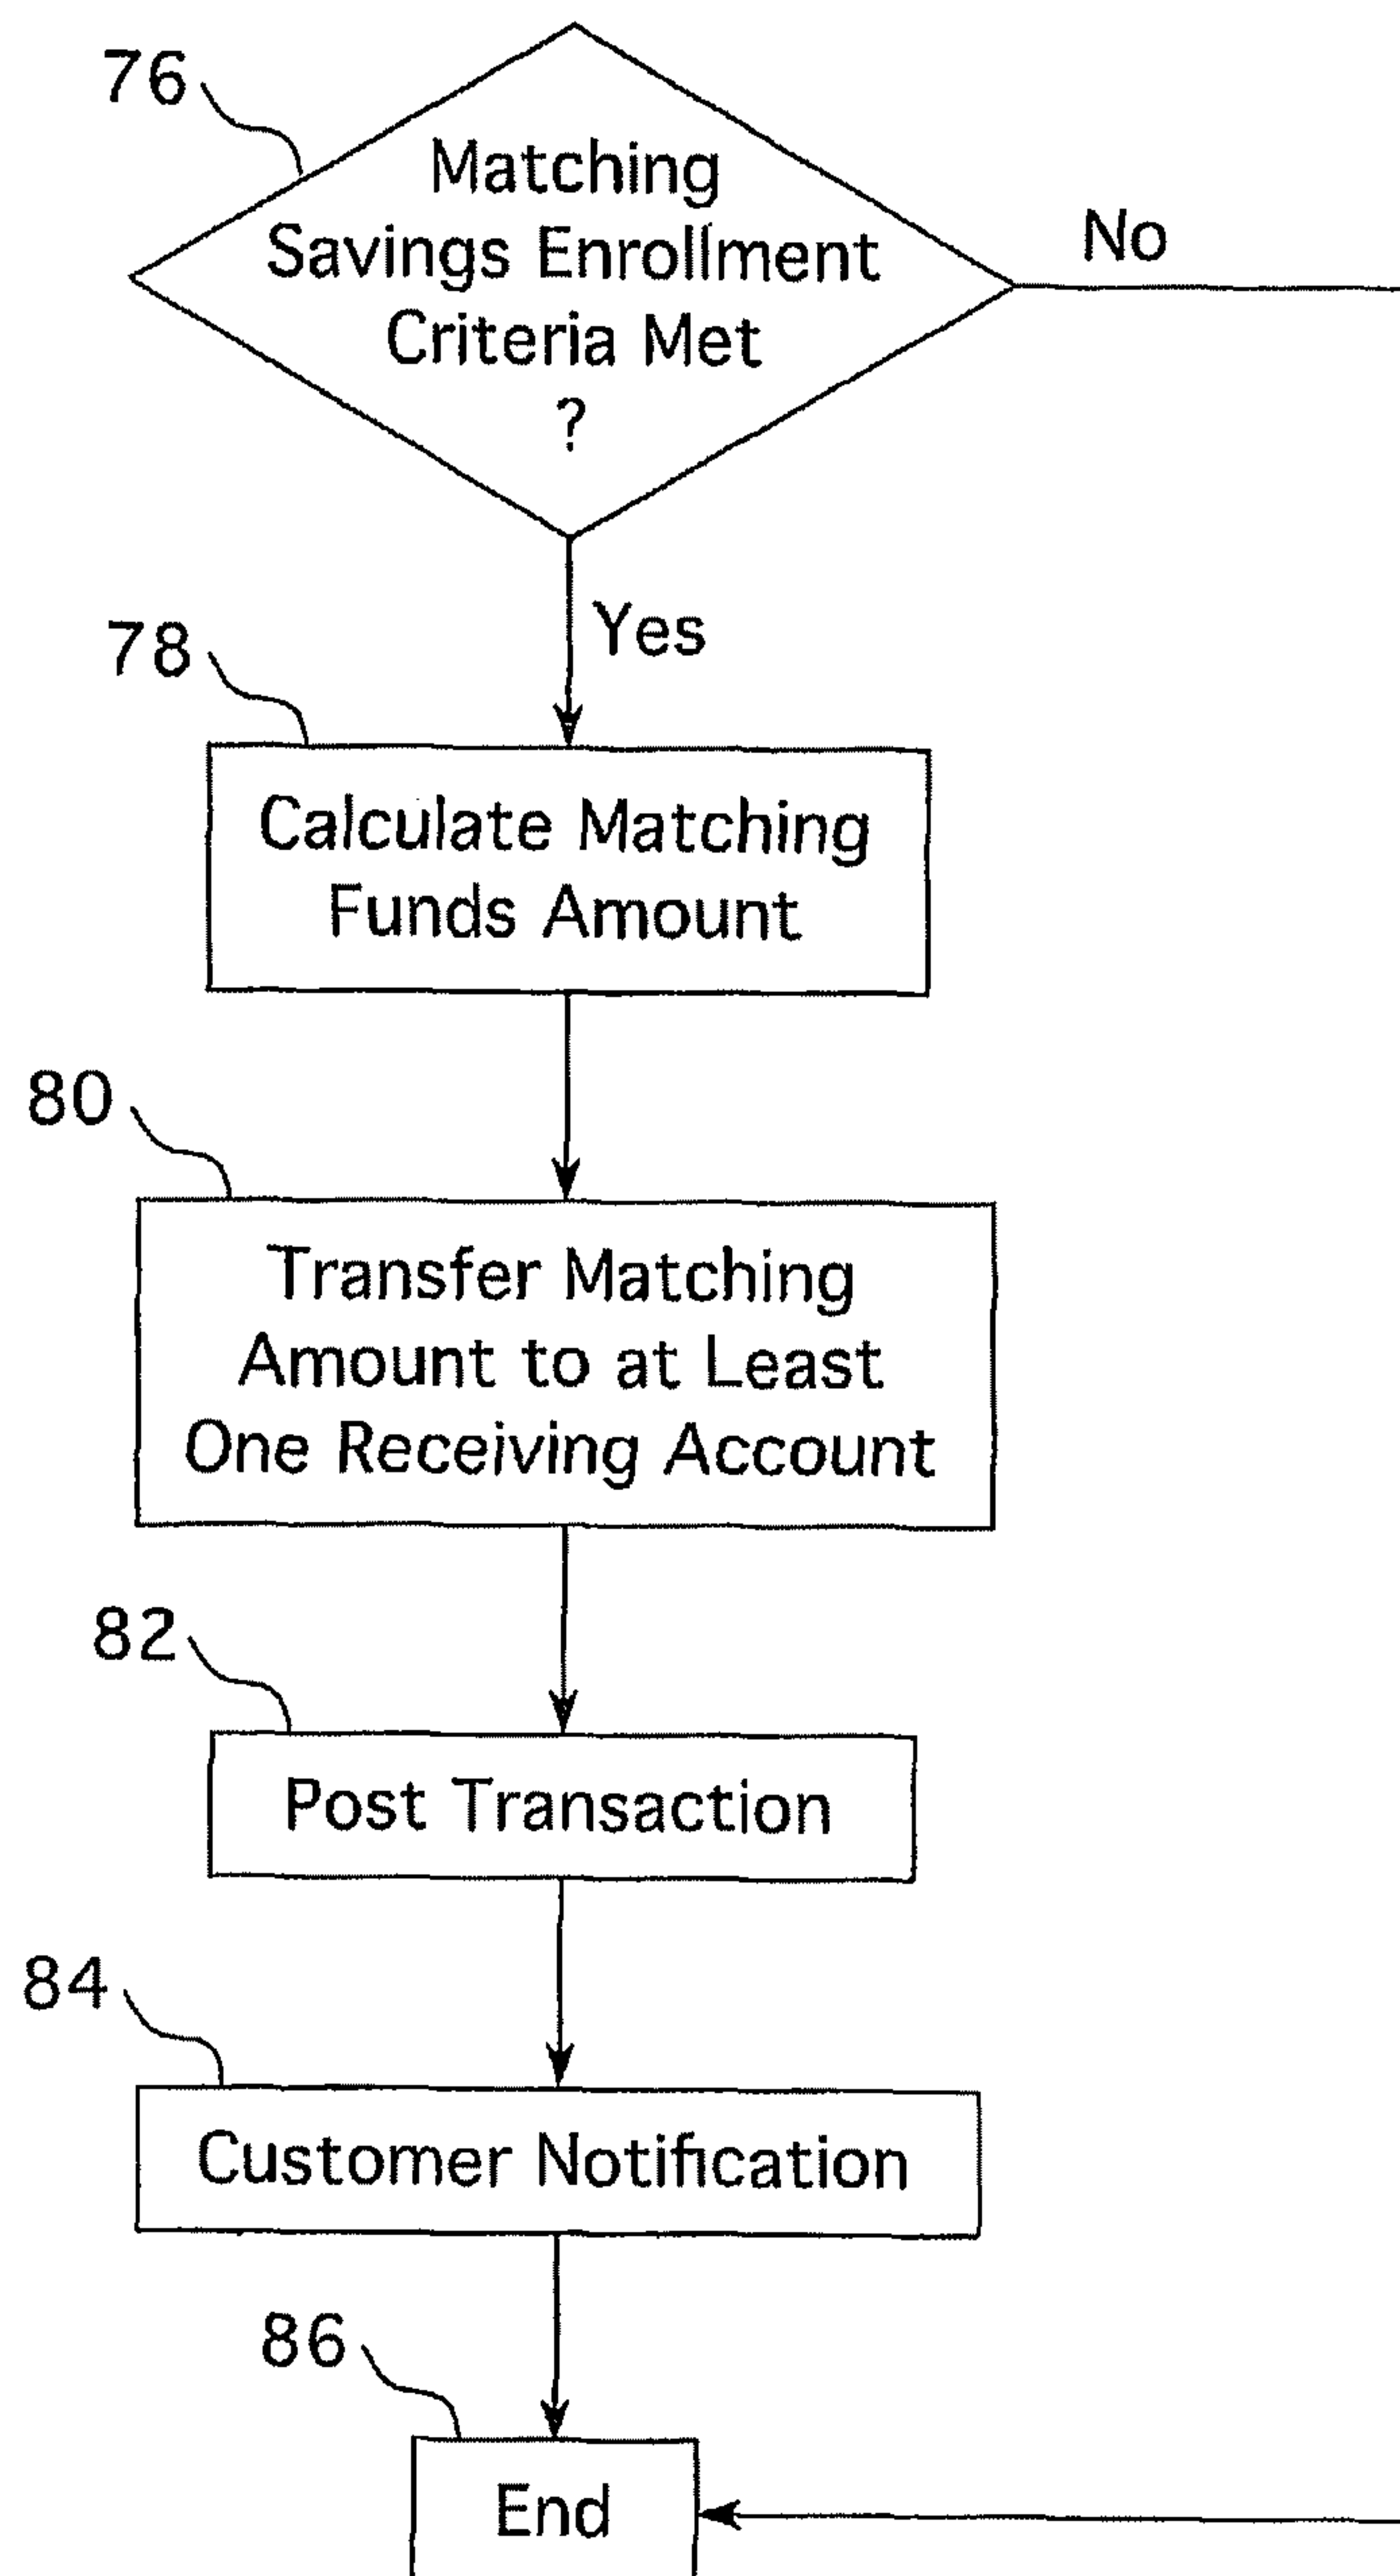 76
Matching
Savings Enrollment
Criteria Met
?
No
Yes
78
Calculate Matching
Funds Amount
80
Transfer Matching
Amount to at Least
One Receiving Account
82
Post Transaction
84
Customer Notification
86
End